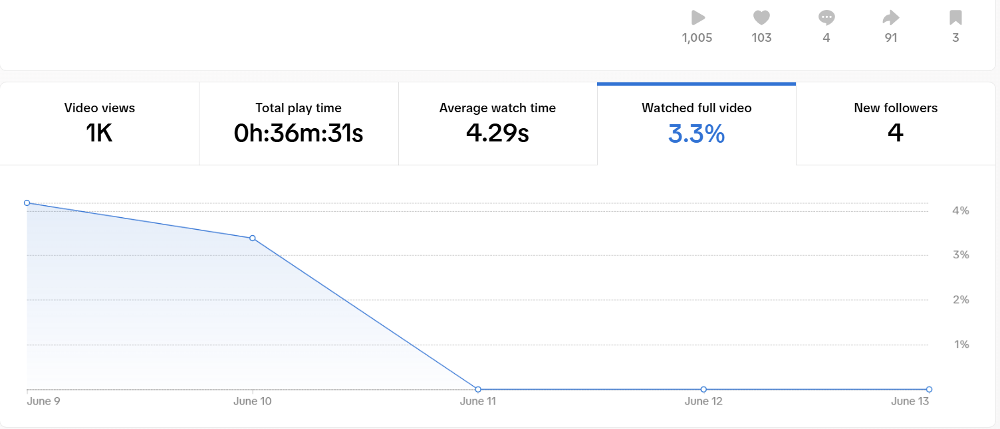 1,005 103 4 91 3
Video views Total play time Average watch time Watched full video New followers
1K 0h:36m:31s 4.29s 3.3% 4
4%
3%
2%
1%
June 9 June 10 June 11 June 12 June 13